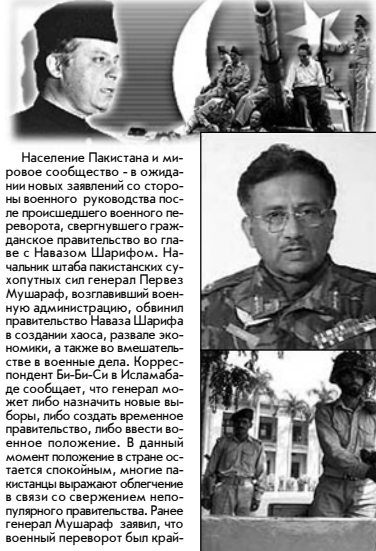 Население Пакистана и ми-
ровое сообщество - в ожида-
нии новых заявлений со сторо-
ны военного руководства пос-
ле происшедшего военного пе-
реворота, свергнувшего граж-
данское правительство во гла-
ве с Навазом Шарифом. На-
чальник штаба пакистанских су-
хопутных сил генерал Первез
Мушараф, возглавивший воен-
ную администрацию, обвинил
правительство Наваза Шарифа
в создании хаоса, развале эко-
номики, а также во вмешатель-
стве в военные дела. Коррес-
пондент Би-Би-Си в Исламаба-
де сообщает, что генерал мо-
жет либо назначить новые вы-
боры, либо создать временное
правительство, либо ввести во-
енное положение. В данный
момент положение в стране ос-
тается спокойным, многие па-
кистанцы выражают облегчение
в связи со свержением непо-
пулярного правительства. Ранее
генерал Мушараф заявил, что
военный переворот был край-